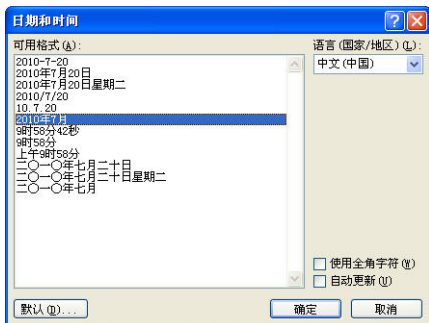 日期和时间
可用格式(A):
语言(国家/地区)(L):
2010-7-20
2010年7月20日
2010年7月20日星期二
2010/7/20
10.7.20
2010年7月
9时58分42秒
9时58分
上午9时58分
二〇一〇年七月二十日
二〇一〇年七月二十日星期二
二〇一〇年七月
中文(中国)
使用全角字符(W)
自动更新(U)
默认(D)...
确定
取消